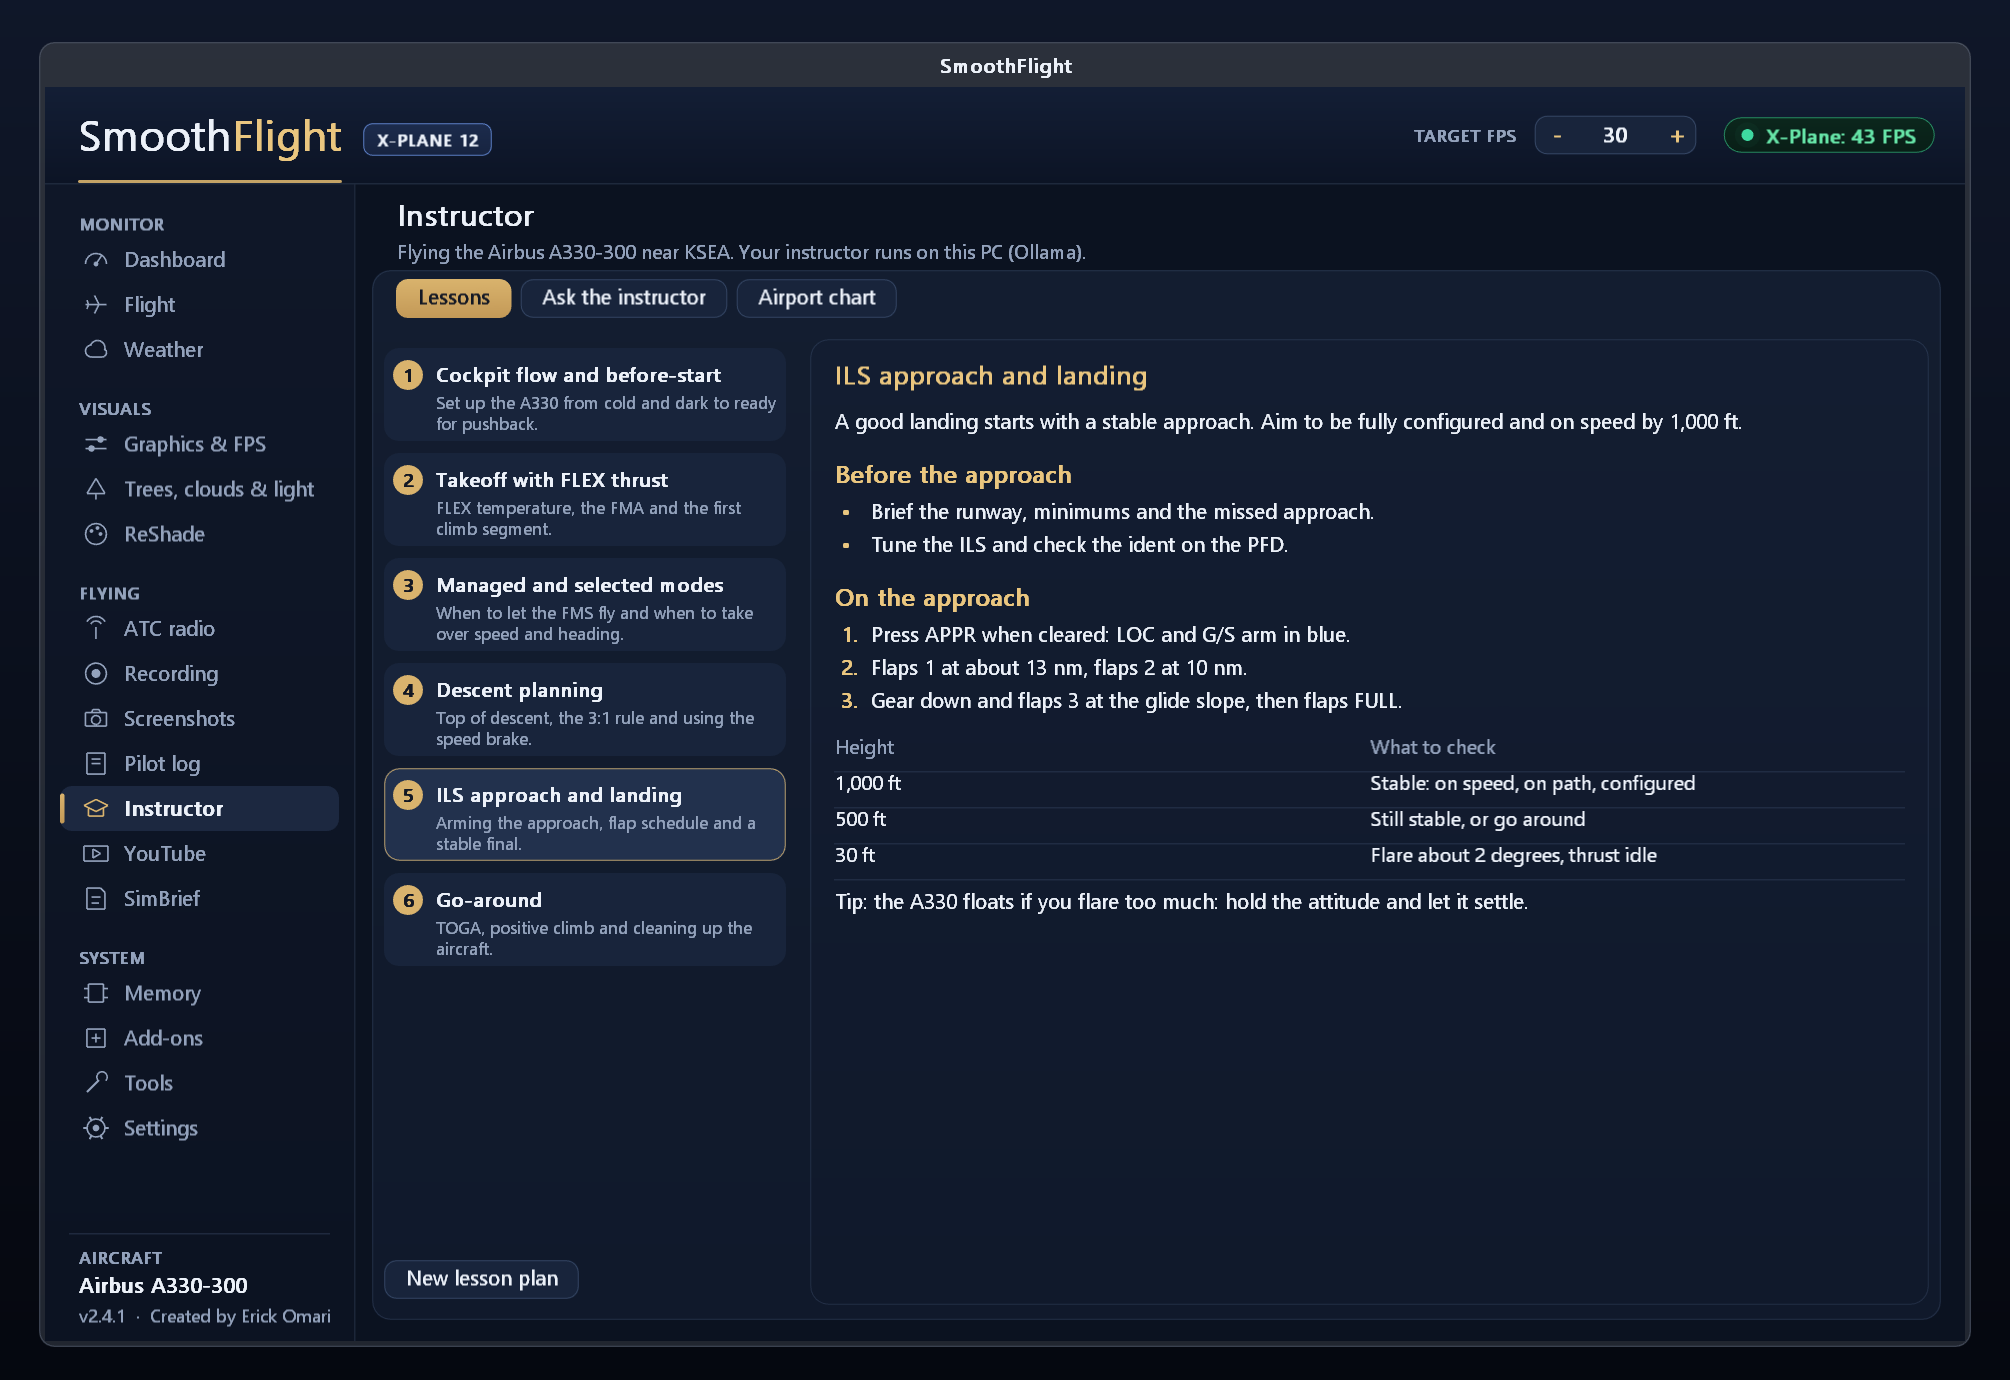 SmoothFlight
SmoothFlight
X-PLANE 12
TARGET FPS
- 30 +
X-Plane: 43 FPS
MONITOR
Dashboard
Flight
Weather
VISUALS
Graphics & FPS
Trees, clouds & light
ReShade
FLYING
ATC radio
Recording
Screenshots
Pilot log
Instructor
YouTube
SimBrief
SYSTEM
Memory
Add-ons
Tools
Settings
AIRCRAFT
Airbus A330-300
v2.4.1 · Created by Erick Omari
Instructor
Flying the Airbus A330-300 near KSEA. Your instructor runs on this PC (Ollama).
Lessons
Ask the instructor
Airport chart
1 Cockpit flow and before-start
Set up the A330 from cold and dark to ready
for pushback.
2 Takeoff with FLEX thrust
FLEX temperature, the FMA and the first
climb segment.
3 Managed and selected modes
When to let the FMS fly and when to take
over speed and heading.
4 Descent planning
Top of descent, the 3:1 rule and using the
speed brake.
5 ILS approach and landing
Arming the approach, flap schedule and a
stable final.
6 Go-around
TOGA, positive climb and cleaning up the
aircraft.
New lesson plan
ILS approach and landing
A good landing starts with a stable approach. Aim to be fully configured and on speed by 1,000 ft.
Before the approach
• Brief the runway, minimums and the missed approach.
• Tune the ILS and check the ident on the PFD.
On the approach
1. Press APPR when cleared: LOC and G/S arm in blue.
2. Flaps 1 at about 13 nm, flaps 2 at 10 nm.
3. Gear down and flaps 3 at the glide slope, then flaps FULL.
Height What to check
1,000 ft Stable: on speed, on path, configured
500 ft Still stable, or go around
30 ft Flare about 2 degrees, thrust idle
Tip: the A330 floats if you flare too much: hold the attitude and let it settle.